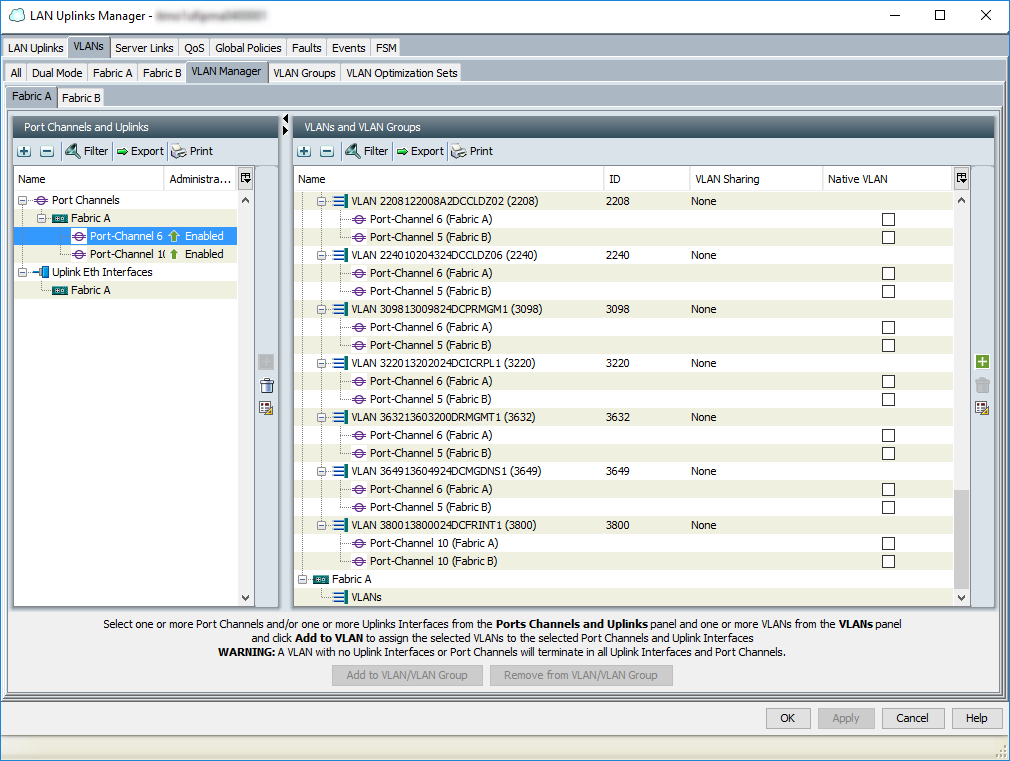 LAN Uplinks Manager -
LAN Uplinks VLANs Server Links QoS Global Policies Faults Events FSM
All Dual Mode Fabric A Fabric B VLAN Manager VLAN Groups VLAN Optimization Sets
Fabric A Fabric B
Port Channels and Uplinks
Filter Export Print
Name Administra...
Port Channels
Fabric A
Port-Channel 6 Enabled
Port-Channel 10 Enabled
Uplink Eth Interfaces
Fabric A
VLANs and VLAN Groups
Filter Export Print
Name ID VLAN Sharing Native VLAN
VLAN 2208122008A2DCCLDZ02 (2208) 2208 None
Port-Channel 6 (Fabric A)
Port-Channel 5 (Fabric B)
VLAN 224010204324DCCLDZ06 (2240) 2240 None
Port-Channel 6 (Fabric A)
Port-Channel 5 (Fabric B)
VLAN 309813009824DCPRMGM1 (3098) 3098 None
Port-Channel 6 (Fabric A)
Port-Channel 5 (Fabric B)
VLAN 322013202024DCICRPL1 (3220) 3220 None
Port-Channel 6 (Fabric A)
Port-Channel 5 (Fabric B)
VLAN 363213603200DRMGMT1 (3632) 3632 None
Port-Channel 6 (Fabric A)
Port-Channel 5 (Fabric B)
VLAN 364913604924DCMGDNS1 (3649) 3649 None
Port-Channel 6 (Fabric A)
Port-Channel 5 (Fabric B)
VLAN 380013800024DCFRINT1 (3800) 3800 None
Port-Channel 10 (Fabric A)
Port-Channel 10 (Fabric B)
Fabric A
VLANs
Select one or more Port Channels and/or one or more Uplinks Interfaces from the Ports Channels and Uplinks panel and one or more VLANs from the VLANs panel
and click Add to VLAN to assign the selected VLANs to the selected Port Channels and Uplink Interfaces
WARNING: A VLAN with no Uplink Interfaces or Port Channels will terminate in all Uplink Interfaces and Port Channels.
Add to VLAN/VLAN Group Remove from VLAN/VLAN Group
OK Apply Cancel Help